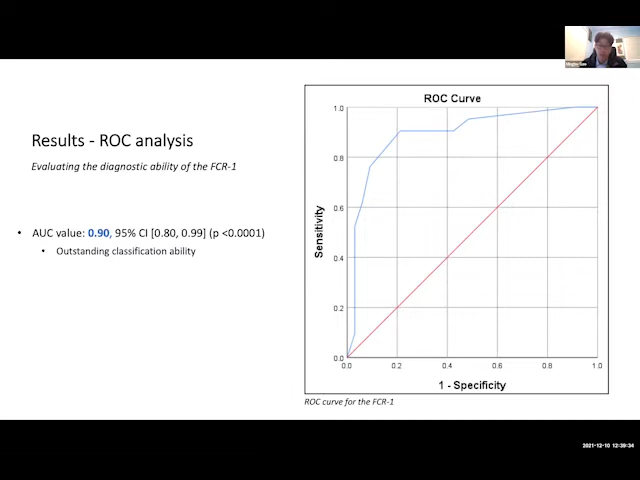 Results - ROC analysis
Evaluating the diagnostic ability of the FCR-1
• AUC value: 0.90, 95% CI [0.80, 0.99] (p <0.0001)
• Outstanding classification ability
ROC Curve
Sensitivity
1.0
0.8
0.6
0.4
0.2
0.0
0.0 0.2 0.4 0.6 0.8 1.0
1 - Specificity
ROC curve for the FCR-1
2021-12-10 12:39:34